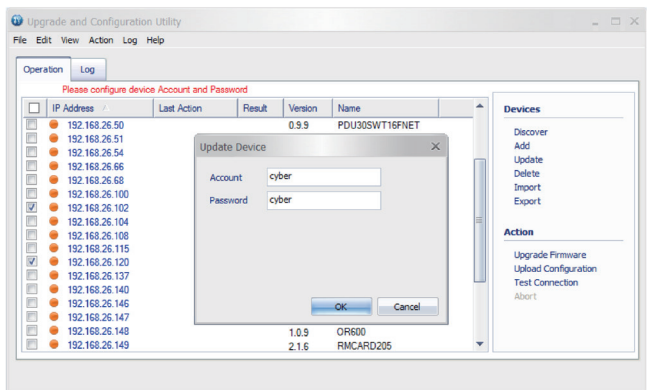 Upgrade and Configuration Utility
File Edit View Action Log Help
Operation Log
Please configure device Account and Password
IP Address Last Action Result Version Name
192.168.26.50 0.9.9 PDU30SWT16FNET
192.168.26.51
192.168.26.54
192.168.26.66
192.168.26.68
192.168.26.100
192.168.26.102
192.168.26.104
192.168.26.108
192.168.26.115
192.168.26.120
192.168.26.137
192.168.26.140
192.168.26.146
192.168.26.147
192.168.26.148 1.0.9 OR600
192.168.26.149 2.1.6 RMCARD205
Update Device
Account cyber
Password cyber
OK Cancel
Devices
Discover
Add
Update
Delete
Import
Export
Action
Upgrade Firmware
Upload Configuration
Test Connection
Abort